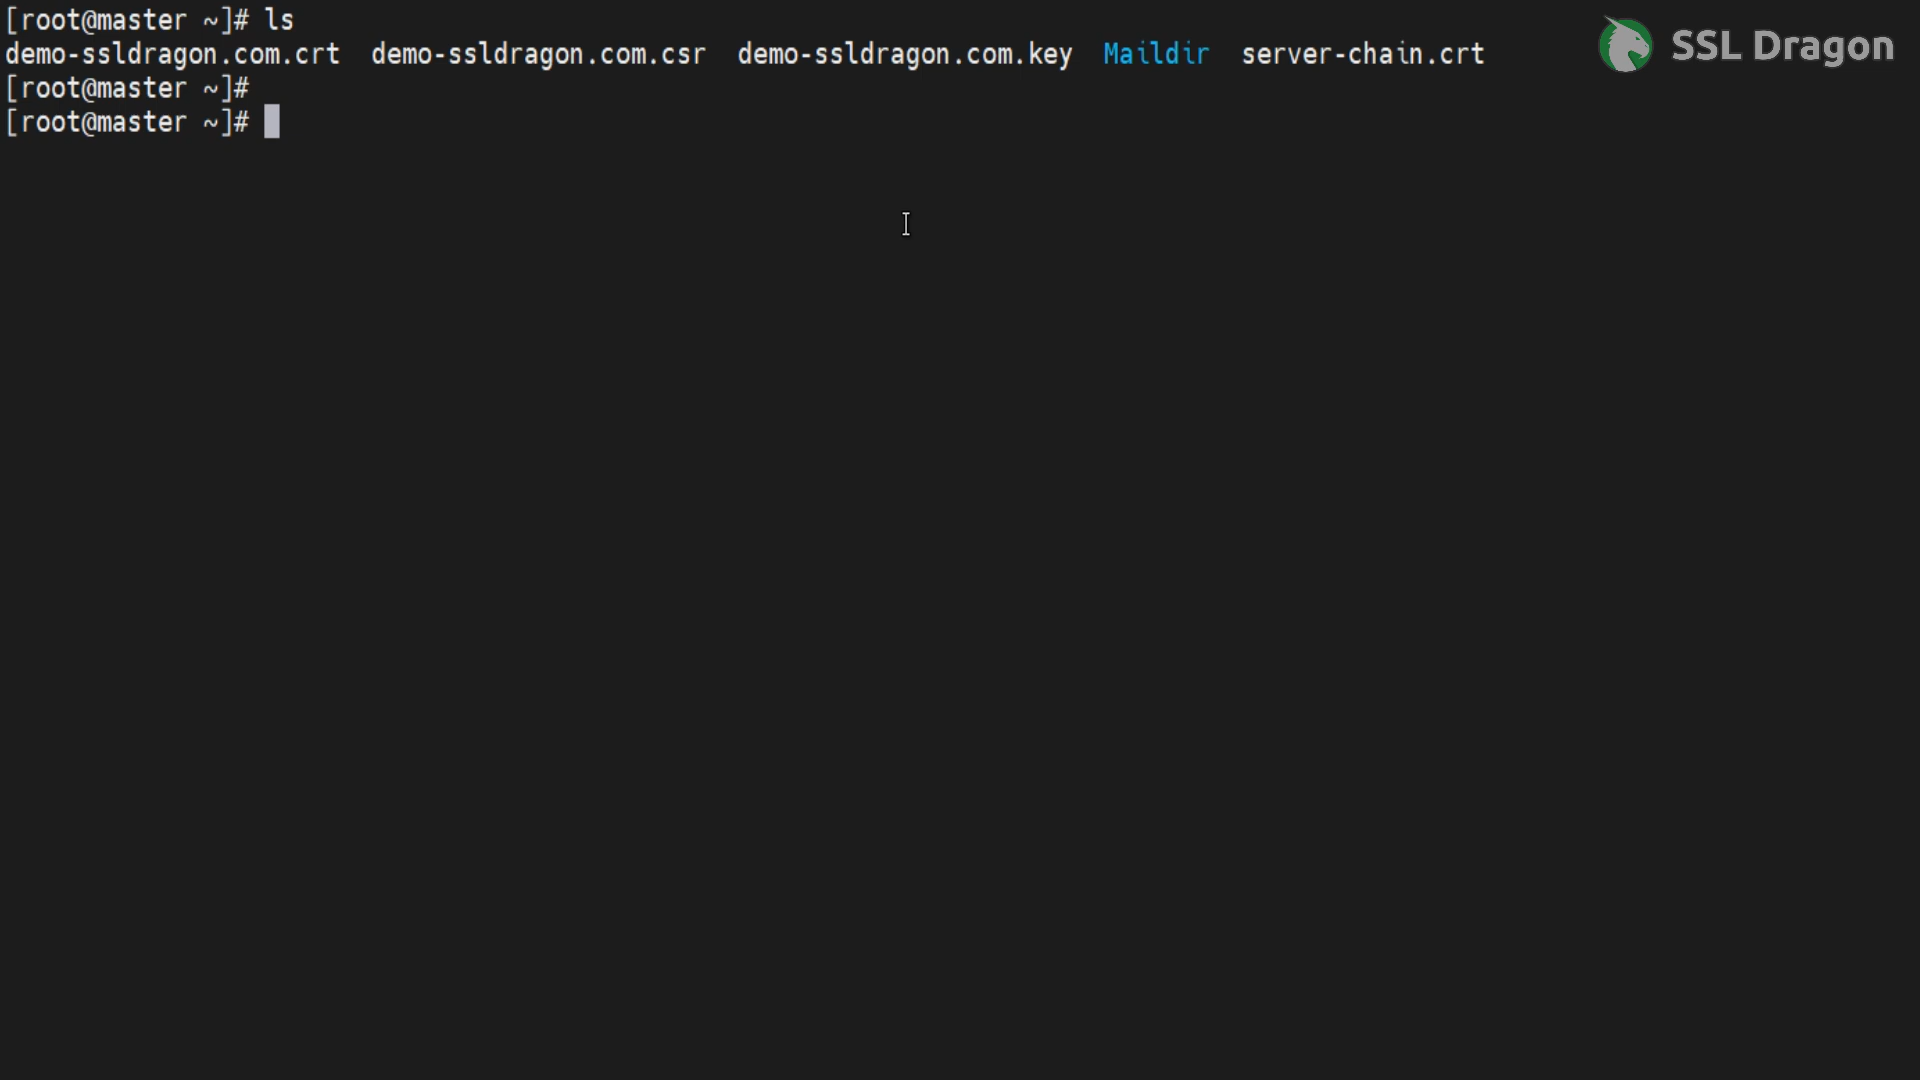 [root@master ~]# ls
demo-ssldragon.com.crt  demo-ssldragon.com.csr  demo-ssldragon.com.key  Maildir  server-chain.crt
[root@master ~]#
[root@master ~]#
SSL Dragon